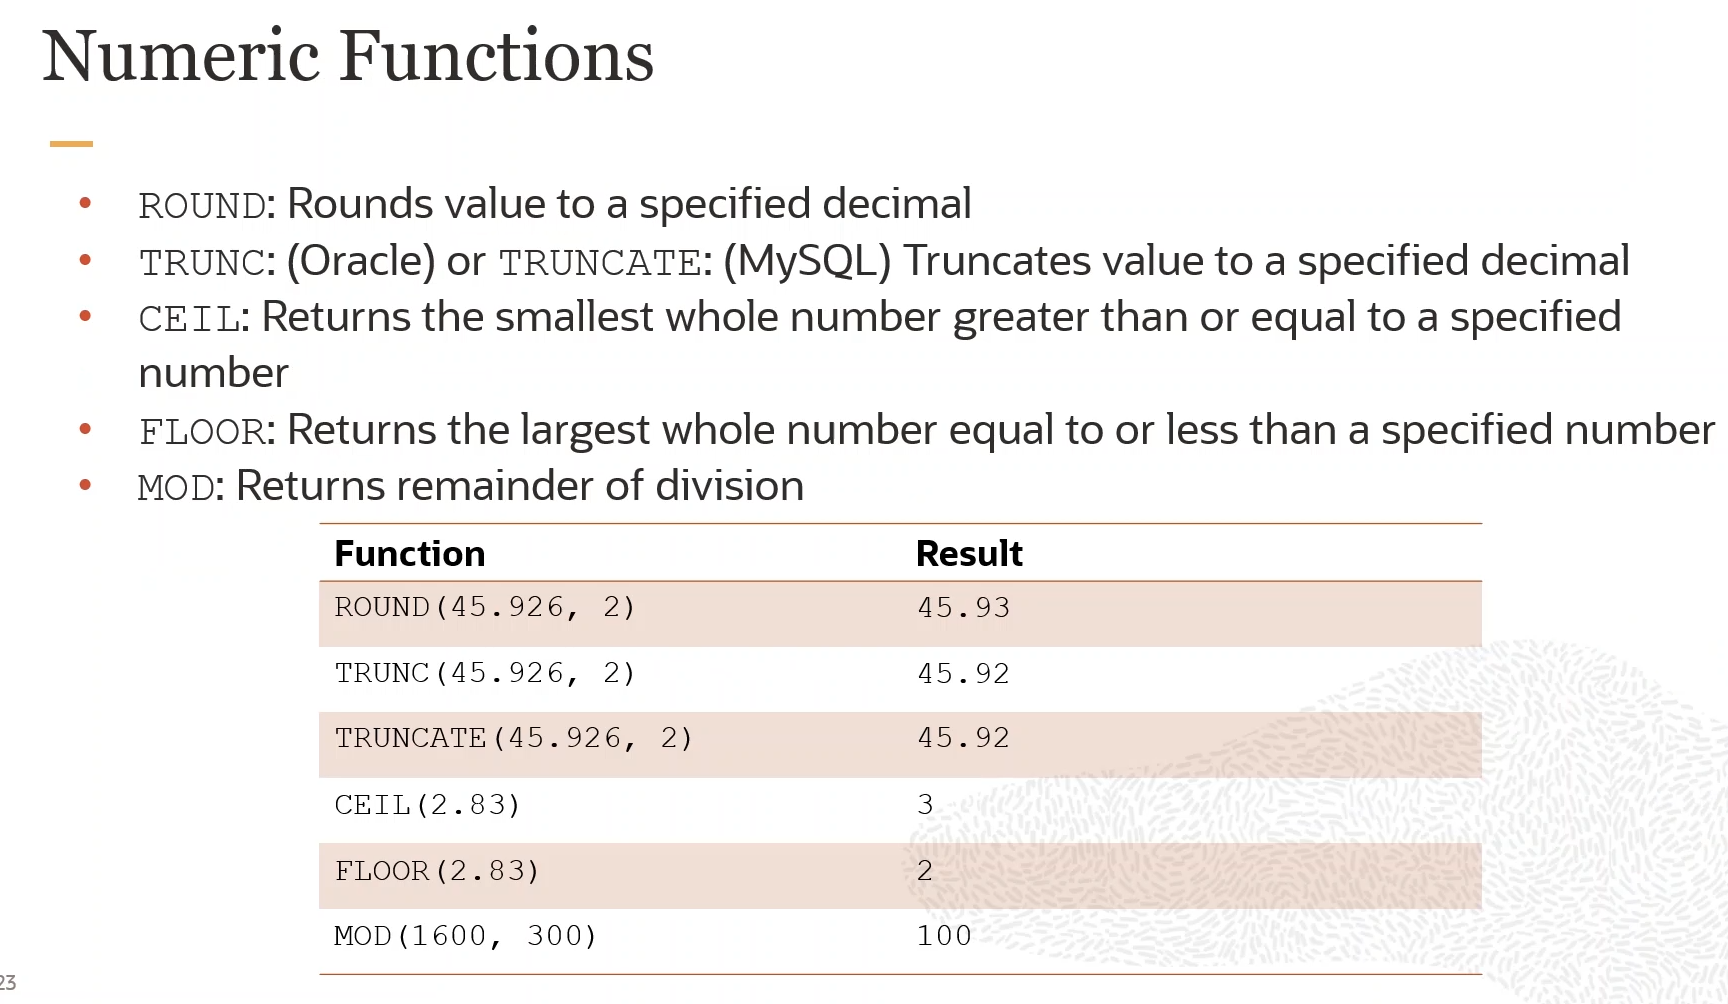 Numeric Functions
• ROUND: Rounds value to a specified decimal
• TRUNC: (Oracle) or TRUNCATE: (MySQL) Truncates value to a specified decimal
• CEIL: Returns the smallest whole number greater than or equal to a specified
number
• FLOOR: Returns the largest whole number equal to or less than a specified number
• MOD: Returns remainder of division
Function Result
ROUND(45.926, 2) 45.93
TRUNC(45.926, 2) 45.92
TRUNCATE(45.926, 2) 45.92
CEIL(2.83) 3
FLOOR(2.83) 2
MOD(1600, 300) 100
23